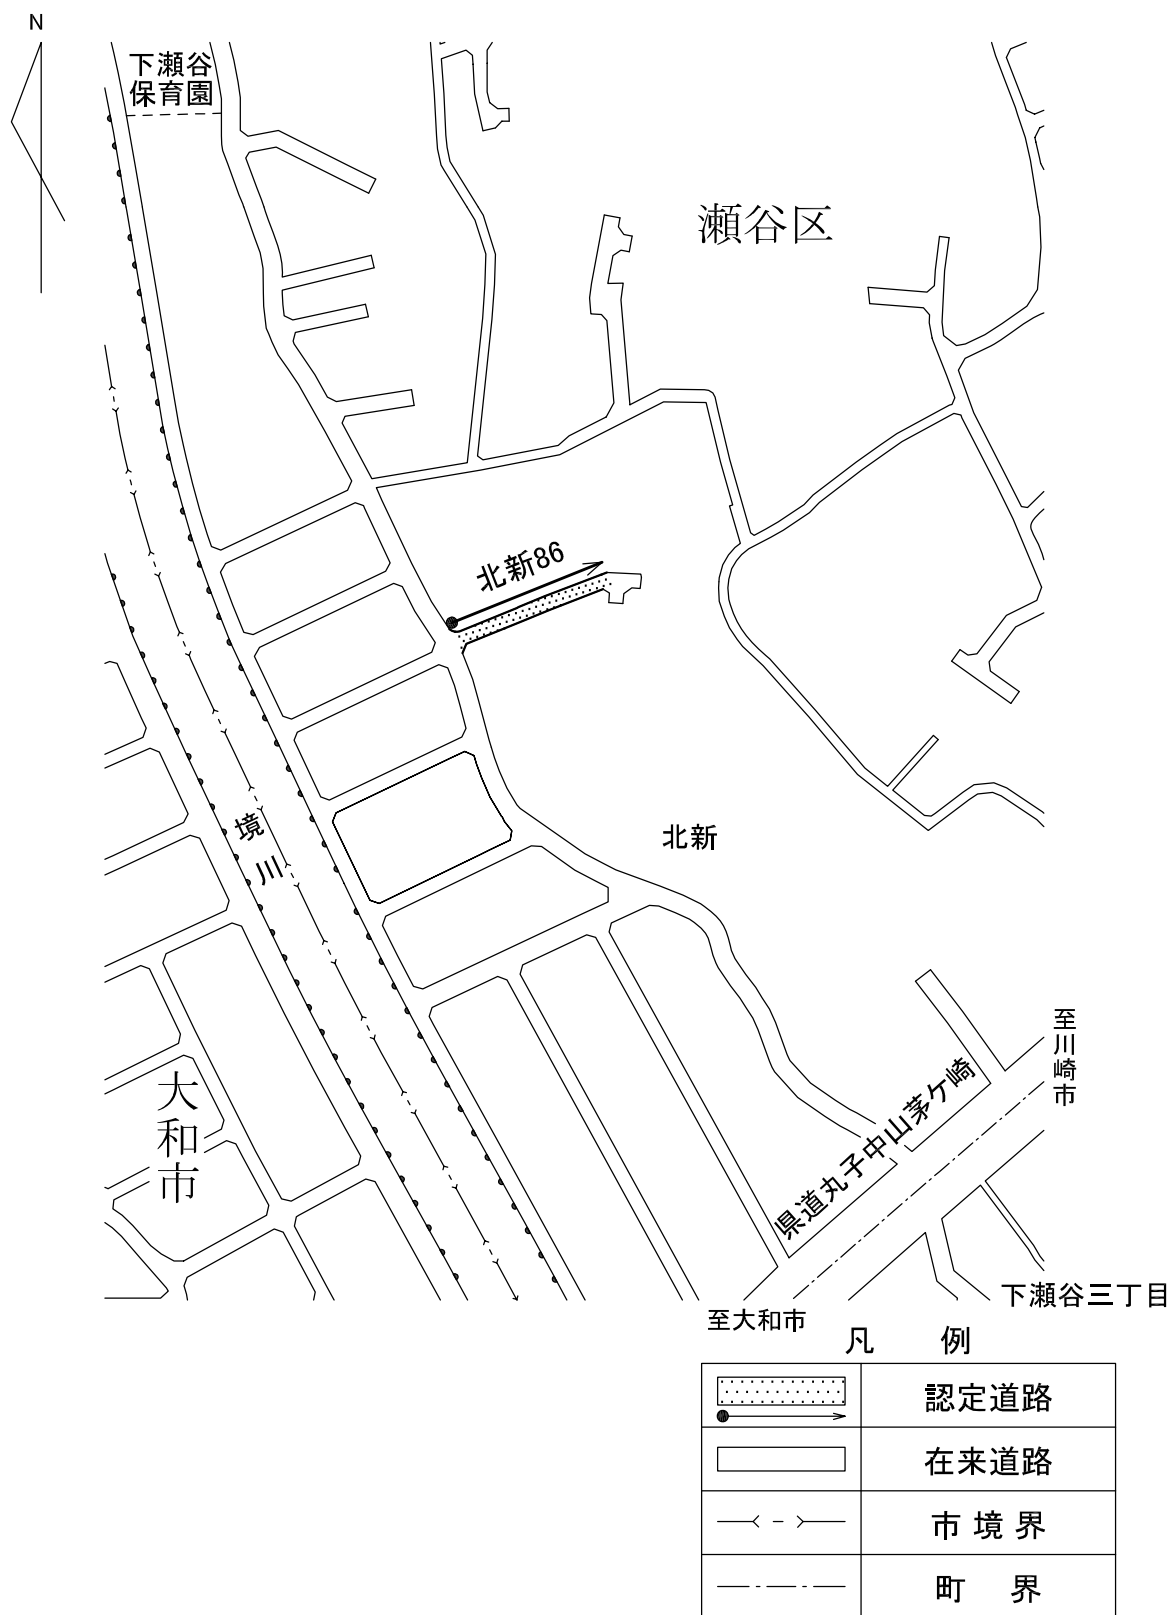 N
下瀬谷
保育園
瀬谷区
北新86
境川
北新
大和市
至川崎市
県道丸子中山茅ケ崎
下瀬谷三丁目
至大和市
凡 例
認定道路
在来道路
市境界
町 界